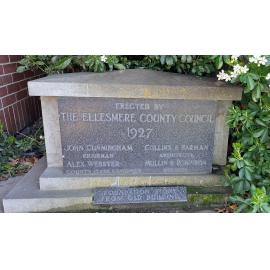 ERECTED BY
THE ELLESMERE COUNTY COUNCIL
1927
JOHN CUNNINGHAM
CHAIRMAN
ALEX WEBSTER
COUNTY
COLLINS & HARMAN
ARCHITECTS
MULLIN & ROBINSON
FOUNDATION STONE
FROM OLD BUILDING